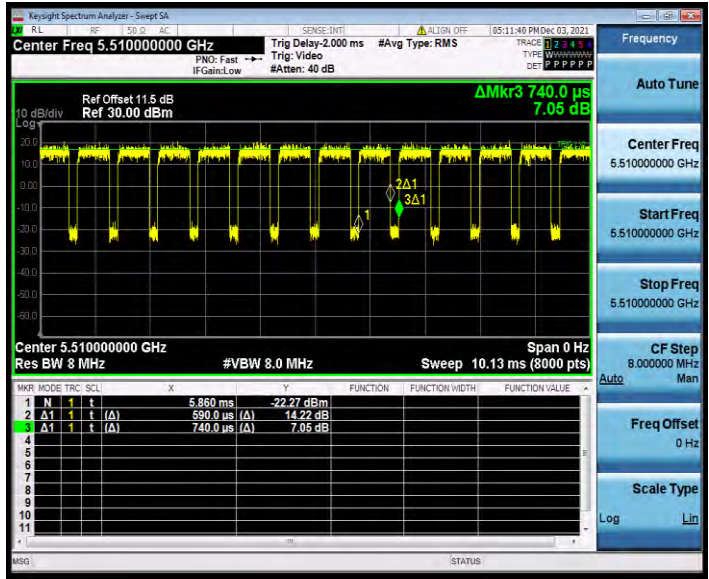 Keysight Spectrum Analyzer - Swept SA
RL RF 50 Ω AC SENSE:INT ALIGN OFF 05:11:40 PM Dec 03, 2021
Center Freq 5.510000000 GHz
PNO: Fast
IFGain:Low
Trig Delay-2.000 ms
Trig: Video
#Atten: 40 dB
#Avg Type: RMS
TRACE 1 2 3 4 5 6
TYPE
DET P P P P P P
Ref Offset 11.5 dB
10 dB/div Ref 30.00 dBm
Log
ΔMkr3 740.0 µs
7.05 dB
20.0
10.0
0.00
-10.0
-20.0
-30.0
-40.0
-50.0
-60.0
2Δ1
3Δ1
1
Center 5.510000000 GHz Span 0 Hz
Res BW 8 MHz #VBW 8.0 MHz Sweep 10.13 ms (8000 pts)
MKR MODE TRC SCL X Y FUNCTION FUNCTION WIDTH FUNCTION VALUE
1 N 1 t 5.860 ms -22.27 dBm
2 Δ1 1 t (Δ) 590.0 µs (Δ) 14.22 dB
3 Δ1 1 t (Δ) 740.0 µs (Δ) 7.05 dB
4
5
6
7
8
9
10
11
MSG STATUS
Frequency
Auto Tune
Center Freq
5.510000000 GHz
Start Freq
5.510000000 GHz
Stop Freq
5.510000000 GHz
CF Step
8.000000 MHz
Auto Man
Freq Offset
0 Hz
Scale Type
Log Lin